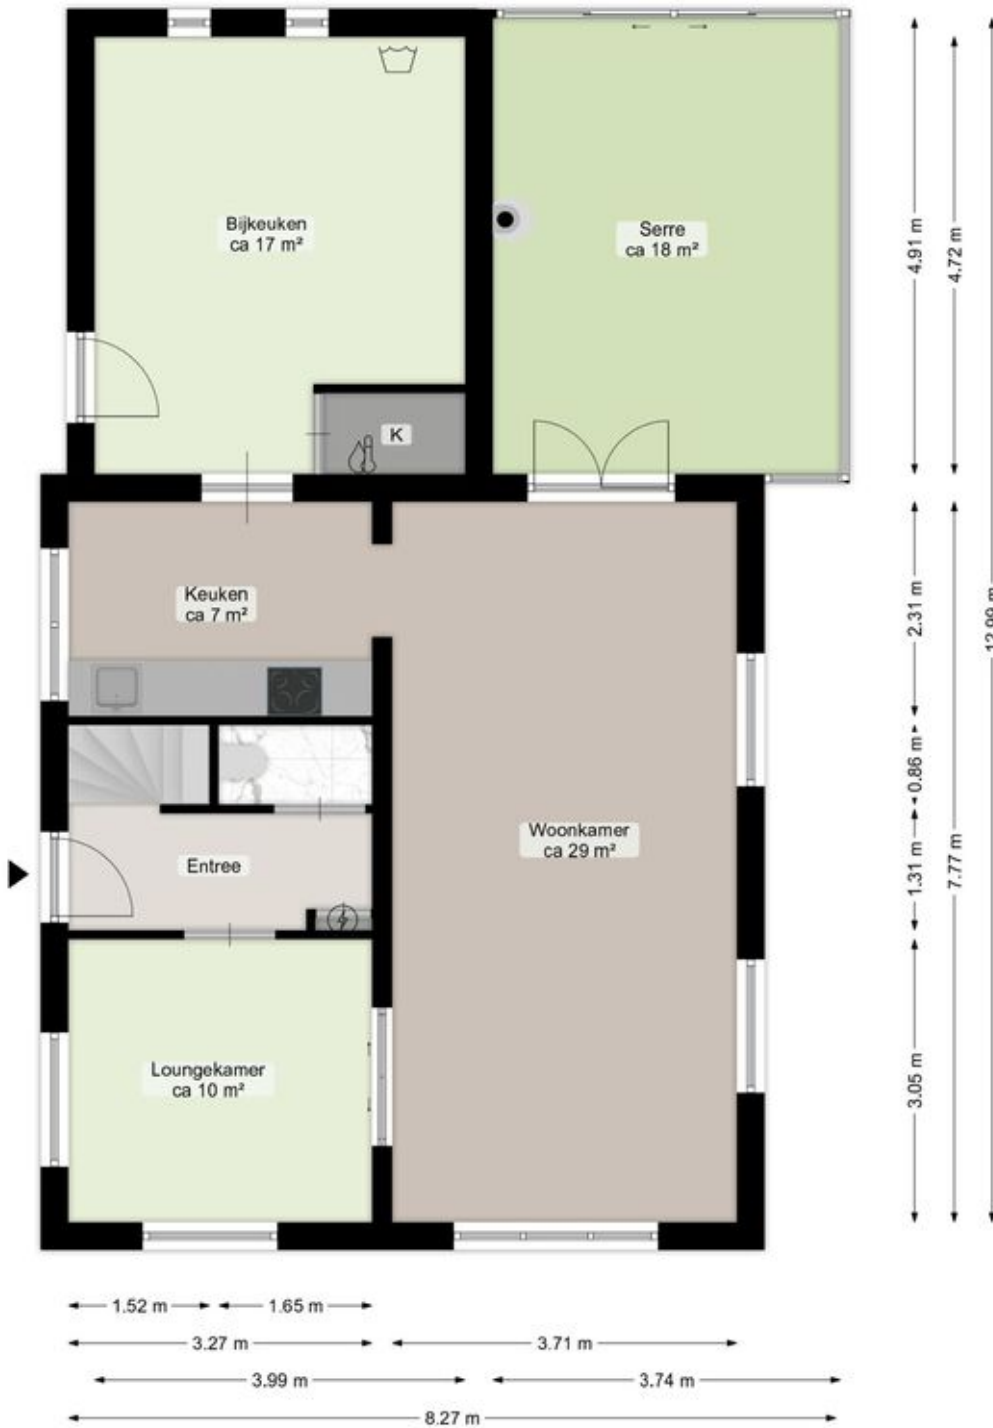 Bijkeuken
ca 17 m²
Serre
ca 18 m²
4.91 m
4.72 m
K
Keuken
ca 7 m²
2.31 m
0.86 m
Woonkamer
ca 29 m²
Entree
1.31 m
7.77 m
Loungekamer
ca 10 m²
3.05 m
1.52 m
1.65 m
3.27 m
3.71 m
3.99 m
3.74 m
8.27 m